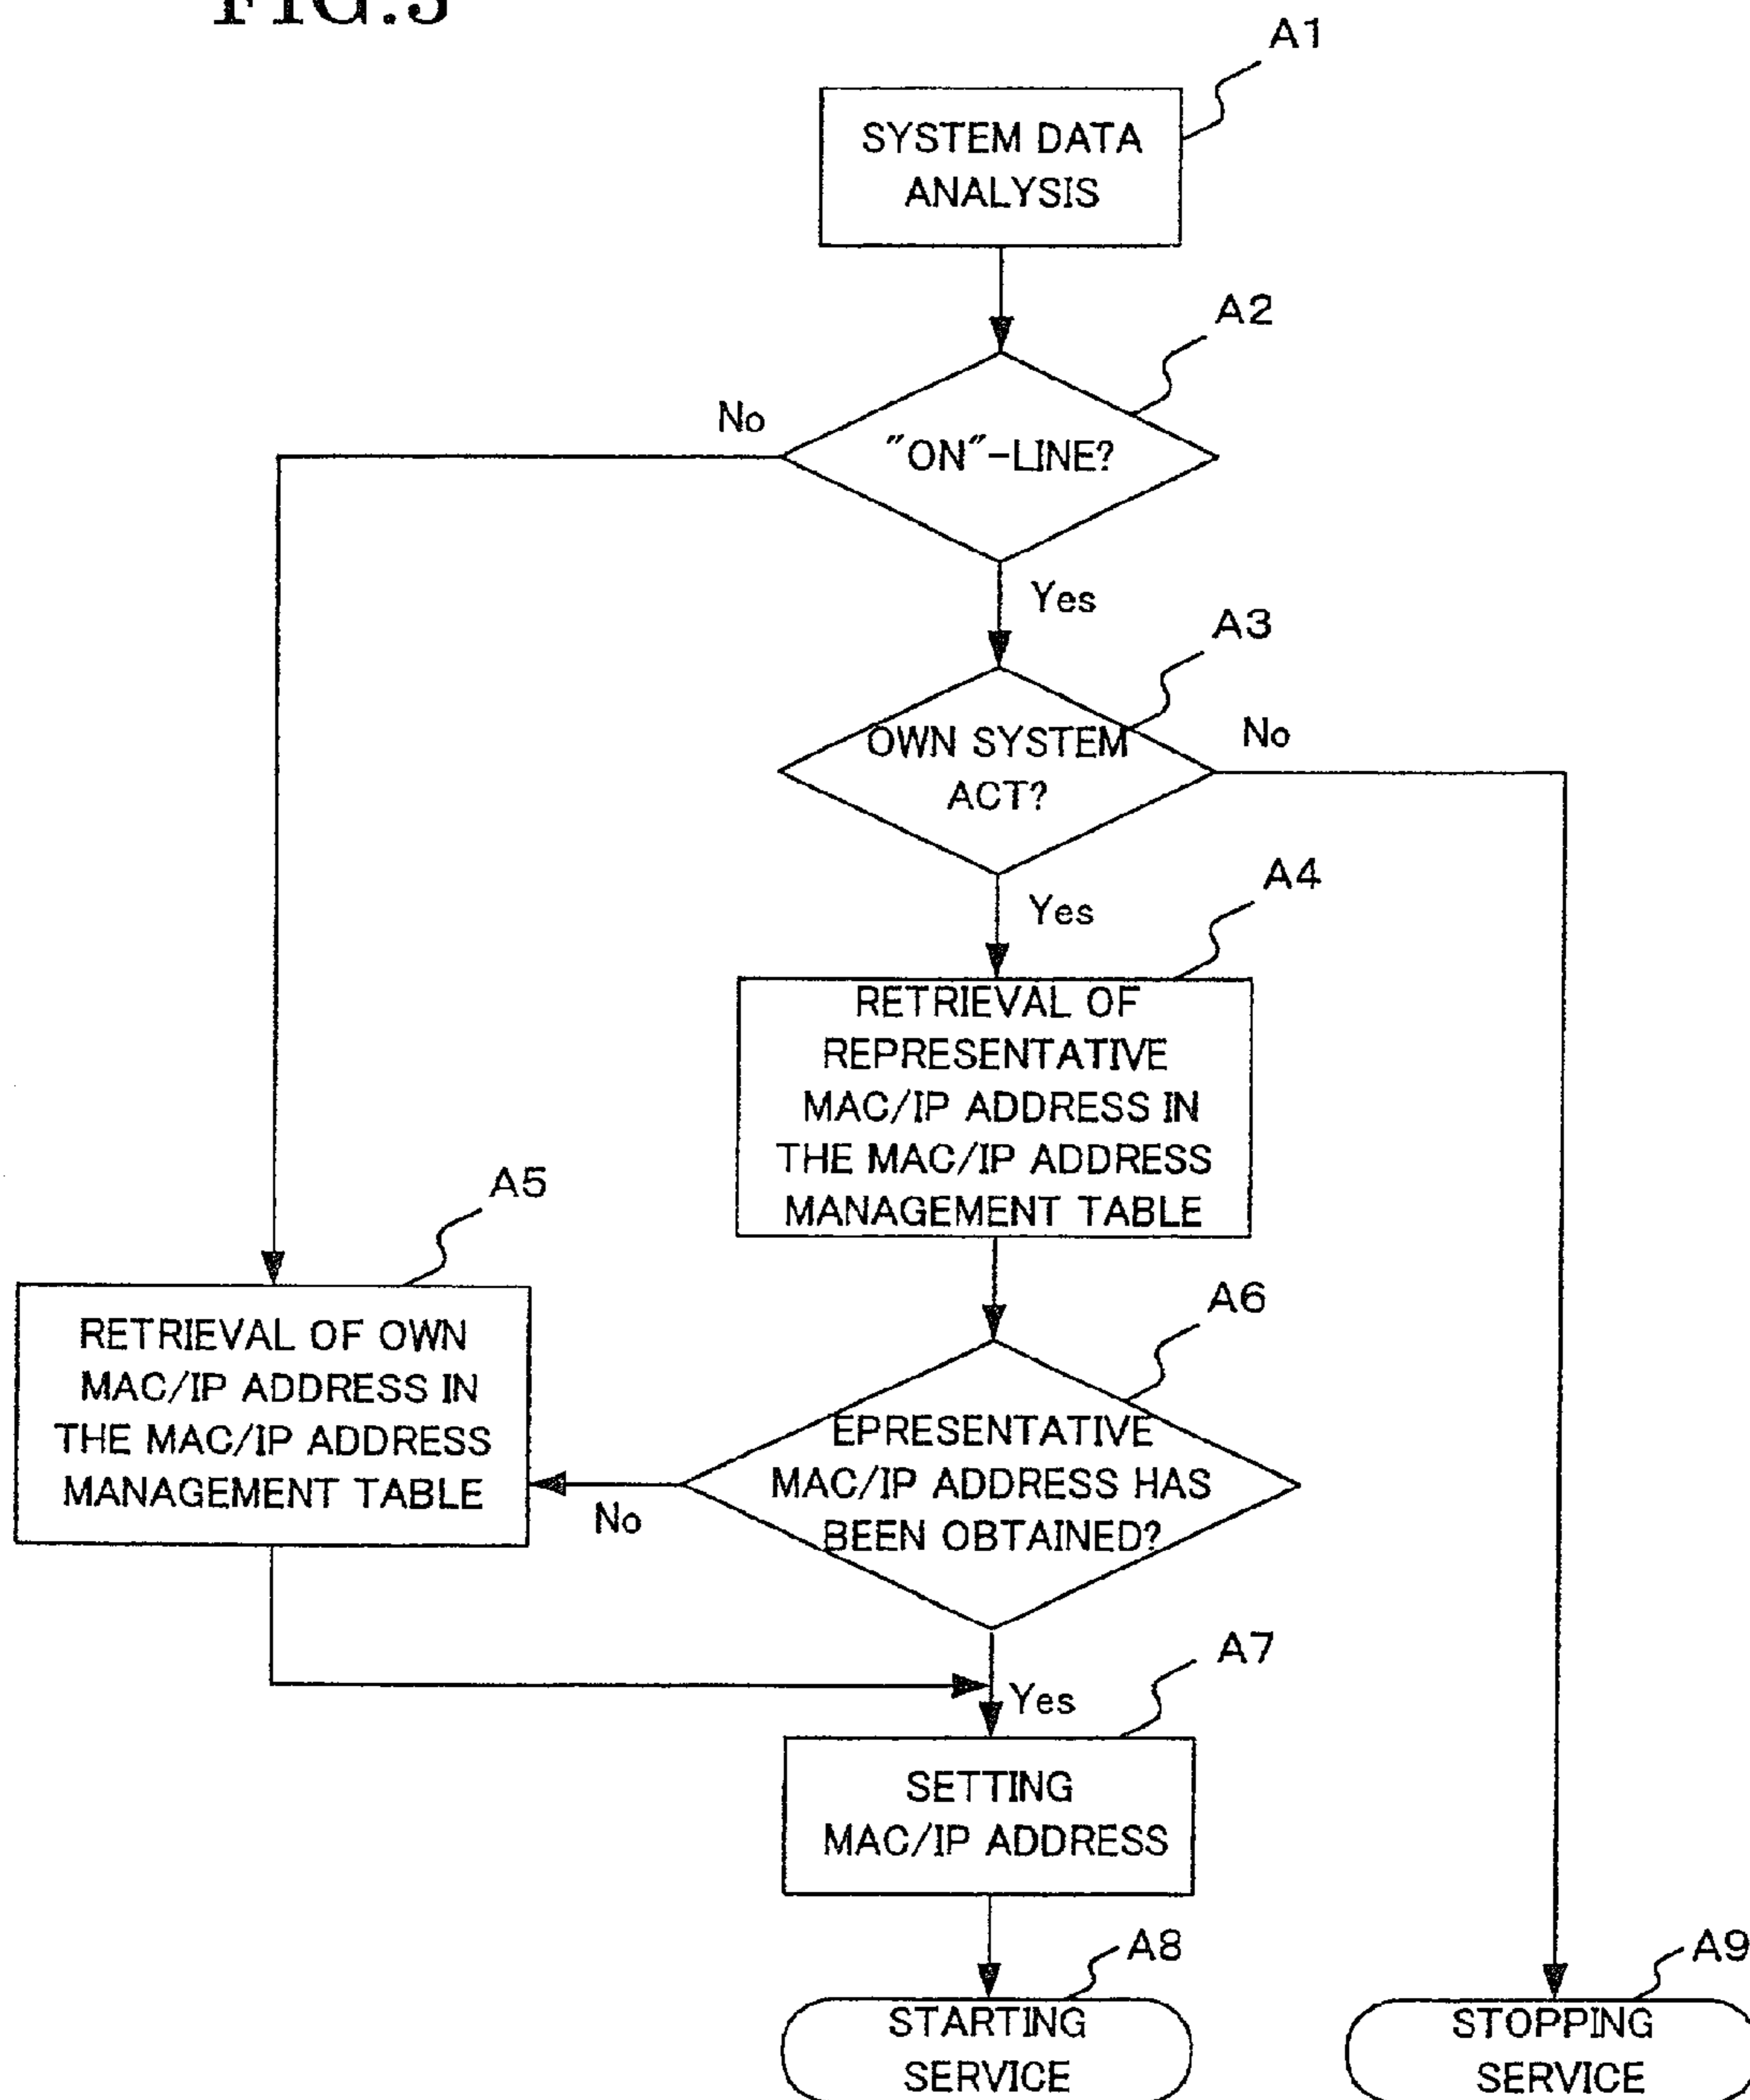 A1
SYSTEM DATA
ANALYSIS
A2
No
"ON"-LINE?
Yes
A3
OWN SYSTEM
ACT?
No
A4
Yes
RETRIEVAL OF
REPRESENTATIVE
MAC/IP ADDRESS IN
THE MAC/IP ADDRESS
MANAGEMENT TABLE
A5
RETRIEVAL OF OWN
MAC/IP ADDRESS IN
THE MAC/IP ADDRESS
MANAGEMENT TABLE
A6
EPRESENTATIVE
MAC/IP ADDRESS HAS
BEEN OBTAINED?
No
A7
Yes
SETTING
MAC/IP ADDRESS
A8
STARTING
SERVICE
A9
STOPPING
SERVICE